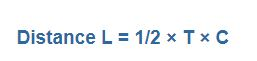 Distance L = 1/2 × T × C